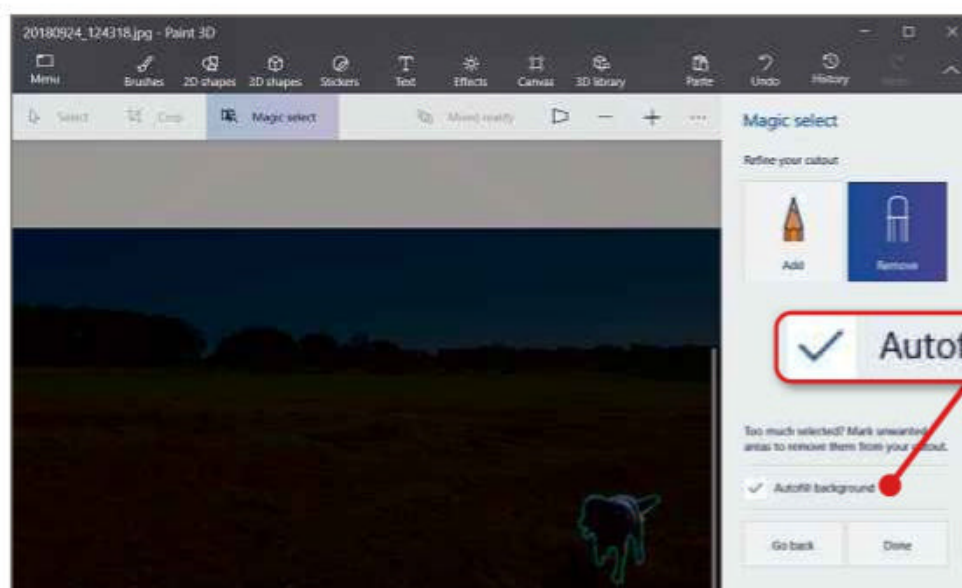 20180924_124318.jpg - Paint 3D
Menu Brushes 2D shapes 3D shapes Stickers Text Effects Canvas 3D library Paste Undo History
Select Crop Magic select Mixed reality
Magic select
Refine your cutout
Add Remove
Autof
Too much selected? Mark unwanted
areas to remove them from your cutout.
Autofill background
Go back Done